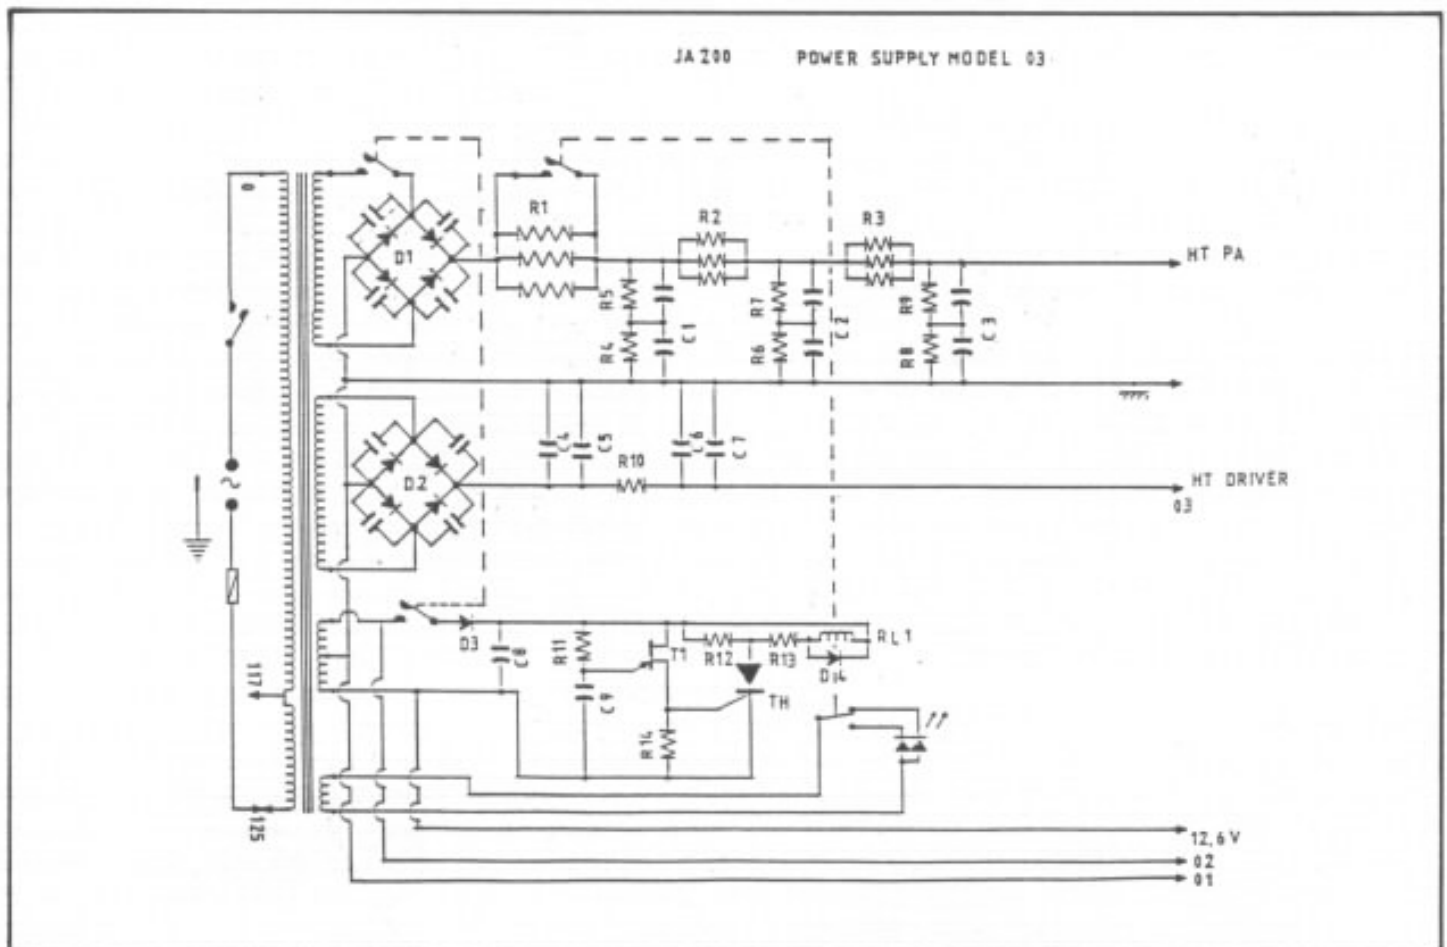 JA 200 POWER SUPPLY MODEL 03
0
R1
R2
R3
D1
HT PA
R5
R4
C1
R7
R6
C2
R9
R8
C3
C4
C5
C6
C7
R10
D2
HT DRIVER
03
117
125
D3
C8
R11
C9
T1
R12
R13
RL1
D14
TH
R14
12,6 V
02
01